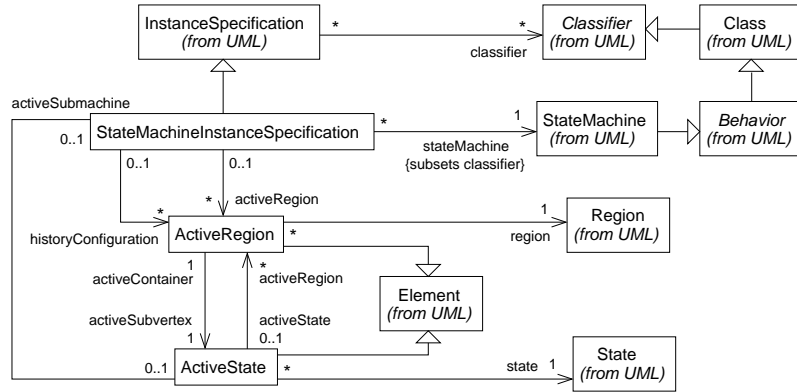 InstanceSpecification
(from UML)
*
*
classifier
Classifier
(from UML)
Class
(from UML)
activeSubmachine
0..1
StateMachineInstanceSpecification
*
1
stateMachine
{subsets classifier}
StateMachine
(from UML)
Behavior
(from UML)
0..1
0..1
*
*
activeRegion
historyConfiguration
ActiveRegion
*
1
region
Region
(from UML)
1
activeContainer
*
activeRegion
Element
(from UML)
activeSubvertex
1
activeState
0..1
0..1
ActiveState
*
state
1
State
(from UML)